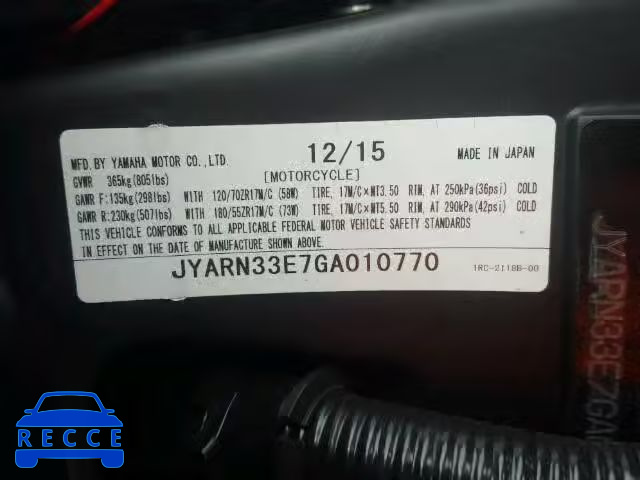 MFD. BY YAMAHA MOTOR CO.,LTD. 12/15 MADE IN JAPAN
GVWR 365kg(805lbs) [MOTORCYCLE]
GAWR F:135kg(298lbs) WITH 120/70ZR17M/C (58W) TIRE, 17M/C×MT3.50 RIM, AT 250kPa(36psi) COLD
GAWR R:230kg(507lbs) WITH 180/55ZR17M/C (73W) TIRE, 17M/C×MT5.50 RIM, AT 290kPa(42psi) COLD
THIS VEHICLE CONFORMS TO ALL APPLICABLE FEDERAL MOTOR VEHICLE SAFETY STANDARDS
IN EFFECT ON THE DATE OF MANUFACTURE SHOWN ABOVE.
JYARN33E7GA010770 1RC-2118B-00
JYARN33E7GA
RECCE